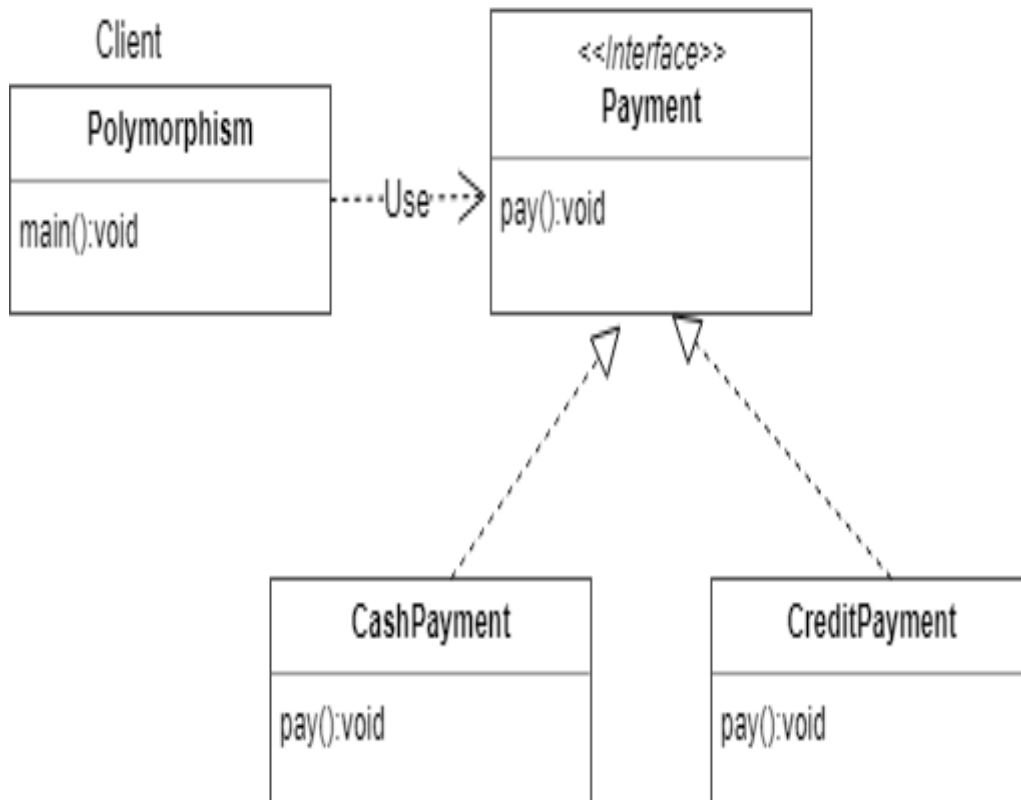 Client
Polymorphism
main():void
Use
<<Interface>>
Payment
pay():void
CashPayment
pay():void
CreditPayment
pay():void